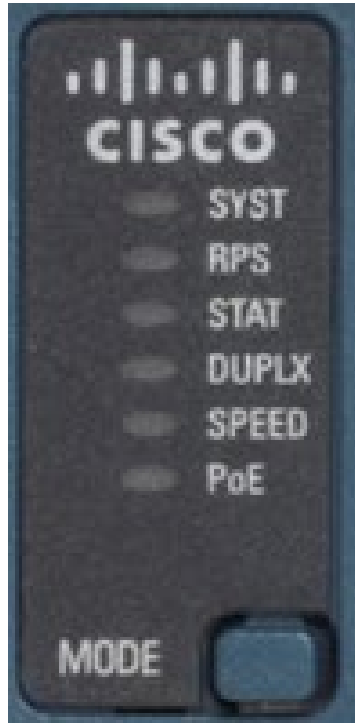 CISCO
SYST
RPS
STAT
DUPLX
SPEED
PoE
MODE